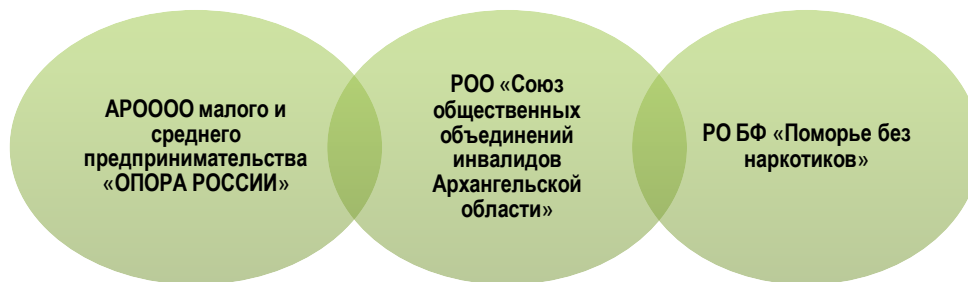 АРОООО малого и
среднего
предпринимательства
«ОПОРА РОССИИ»
РОО «Союз
общественных
объединений
инвалидов
Архангельской
области»
РО БФ «Поморье без
наркотиков»